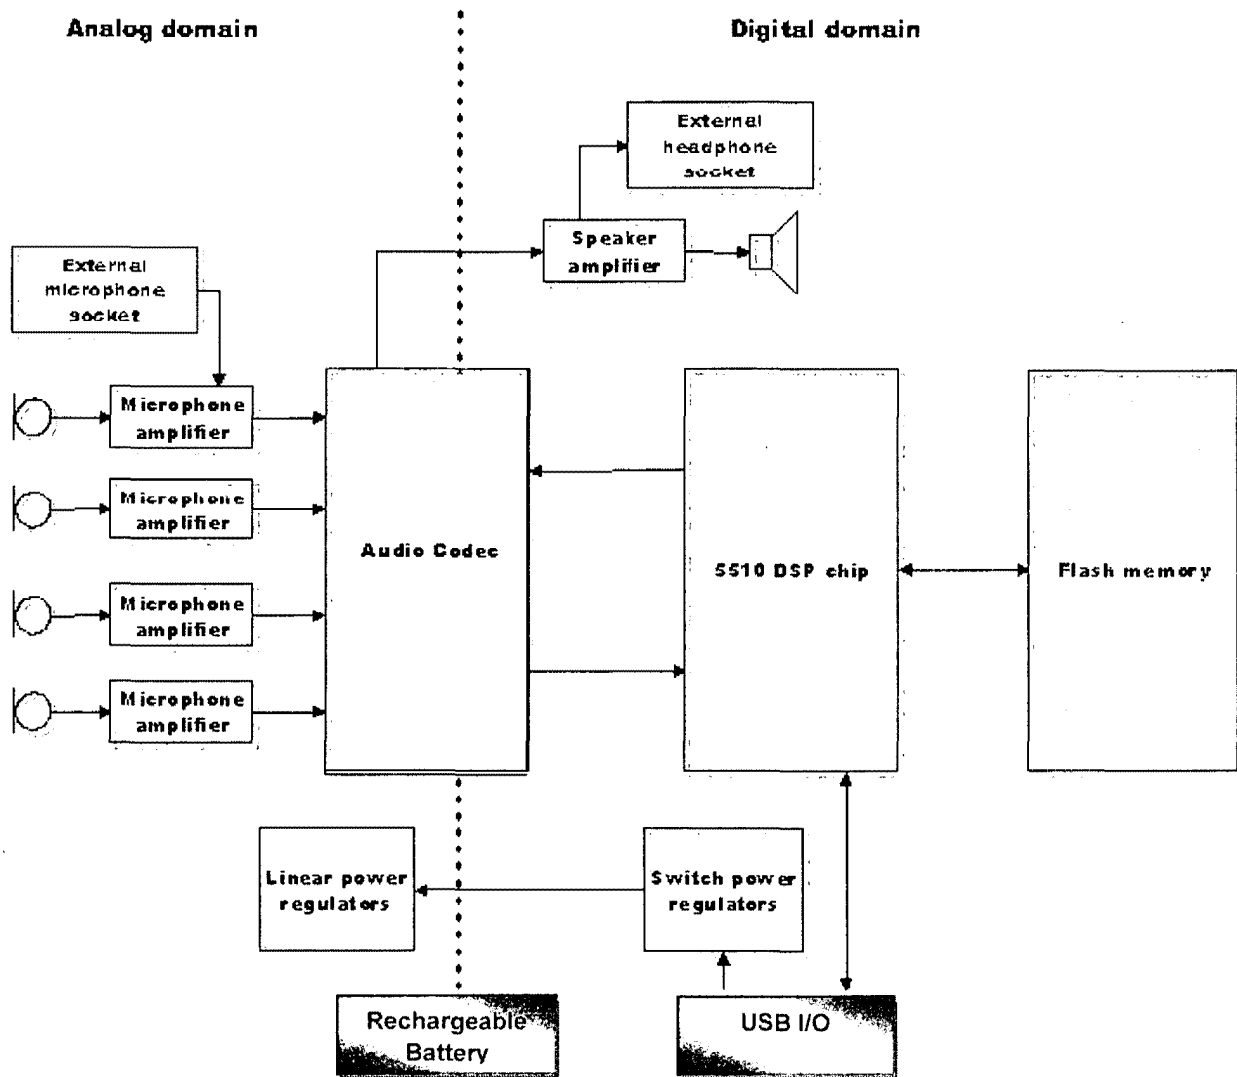 Analog domain
Digital domain
External
headphone
socket
Speaker
amplifier
External
microphone
socket
Microphone
amplifier
Microphone
amplifier
Microphone
amplifier
Microphone
amplifier
Audio Codec
5510 DSP chip
Flash memory
Linear power
regulators
Switch power
regulators
Rechargeable
Battery
USB I/O